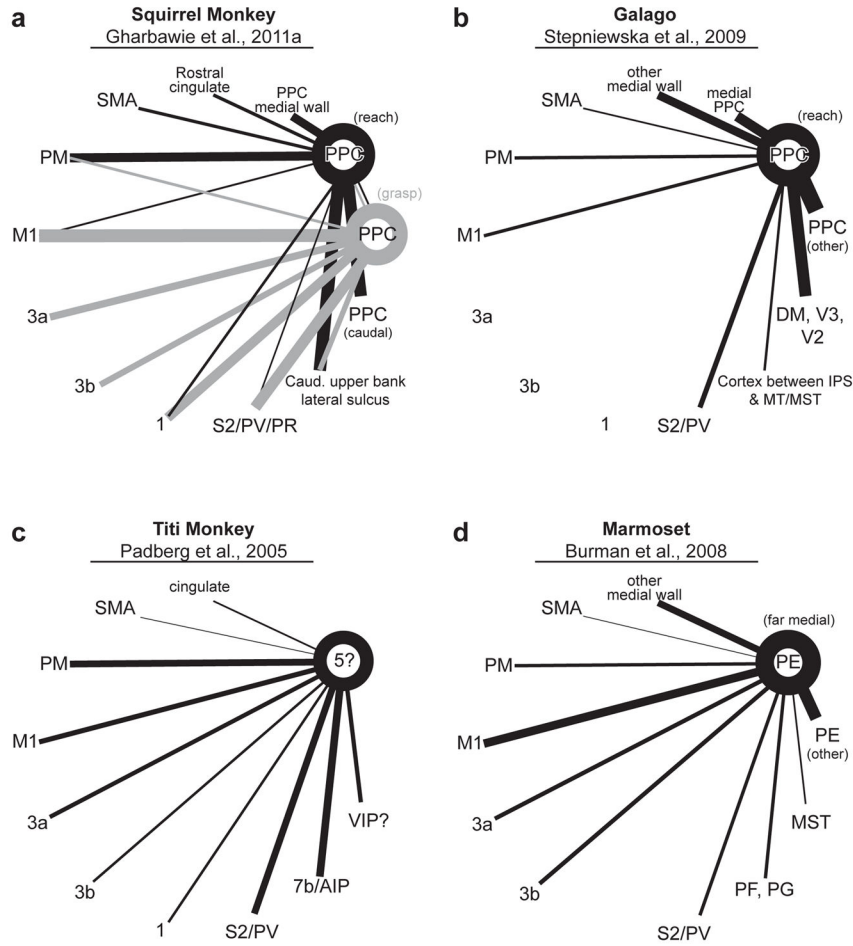 a
Squirrel Monkey
Gharbawie et al., 2011a
Rostral
cingulate
PPC
medial wall
SMA
(reach)
PM
PPC
(grasp)
M1
PPC
3a
PPC
(caudal)
3b
Caud. upper bank
lateral sulcus
1
S2/PV/PR
b
Galago
Stepniewska et al., 2009
other
medial wall
medial
PPC
SMA
(reach)
PM
PPC
PPC
(other)
M1
3a
DM, V3,
V2
3b
Cortex between IPS
& MT/MST
1
S2/PV
c
Titi Monkey
Padberg et al., 2005
cingulate
SMA
PM
5?
M1
3a
VIP?
3b
7b/AIP
1
S2/PV
d
Marmoset
Burman et al., 2008
other
medial wall
SMA
(far medial)
PM
PE
M1
PE
(other)
3a
MST
3b
PF, PG
S2/PV